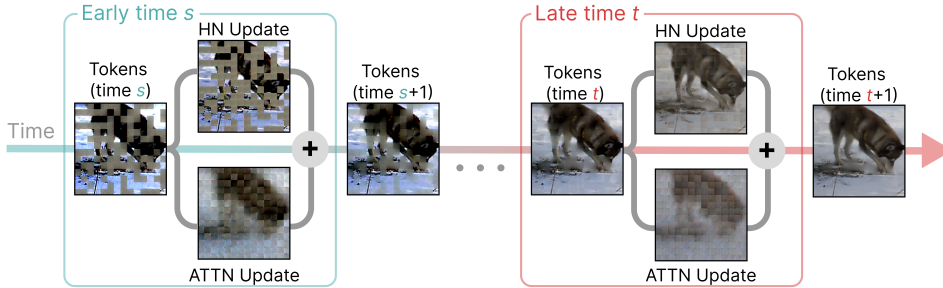 Early time s
HN Update
Tokens
(time s)
Tokens
(time s+1)
Time
+
ATTN Update
Late time t
HN Update
Tokens
(time t)
Tokens
(time t+1)
+
ATTN Update